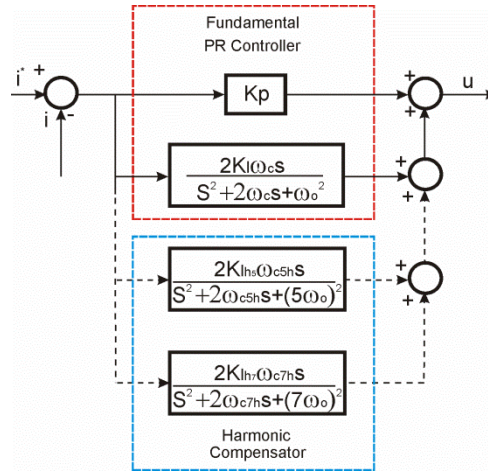 Fundamental
PR Controller
i* +
i -
Kp
+
+
u
2KIωcs
S²+2ωcs+ωo²
+
+
2KIh5ωc5hs
S²+2ωc5hs+(5ωo)²
+
+
2KIh7ωc7hs
S²+2ωc7hs+(7ωo)²
Harmonic
Compensator